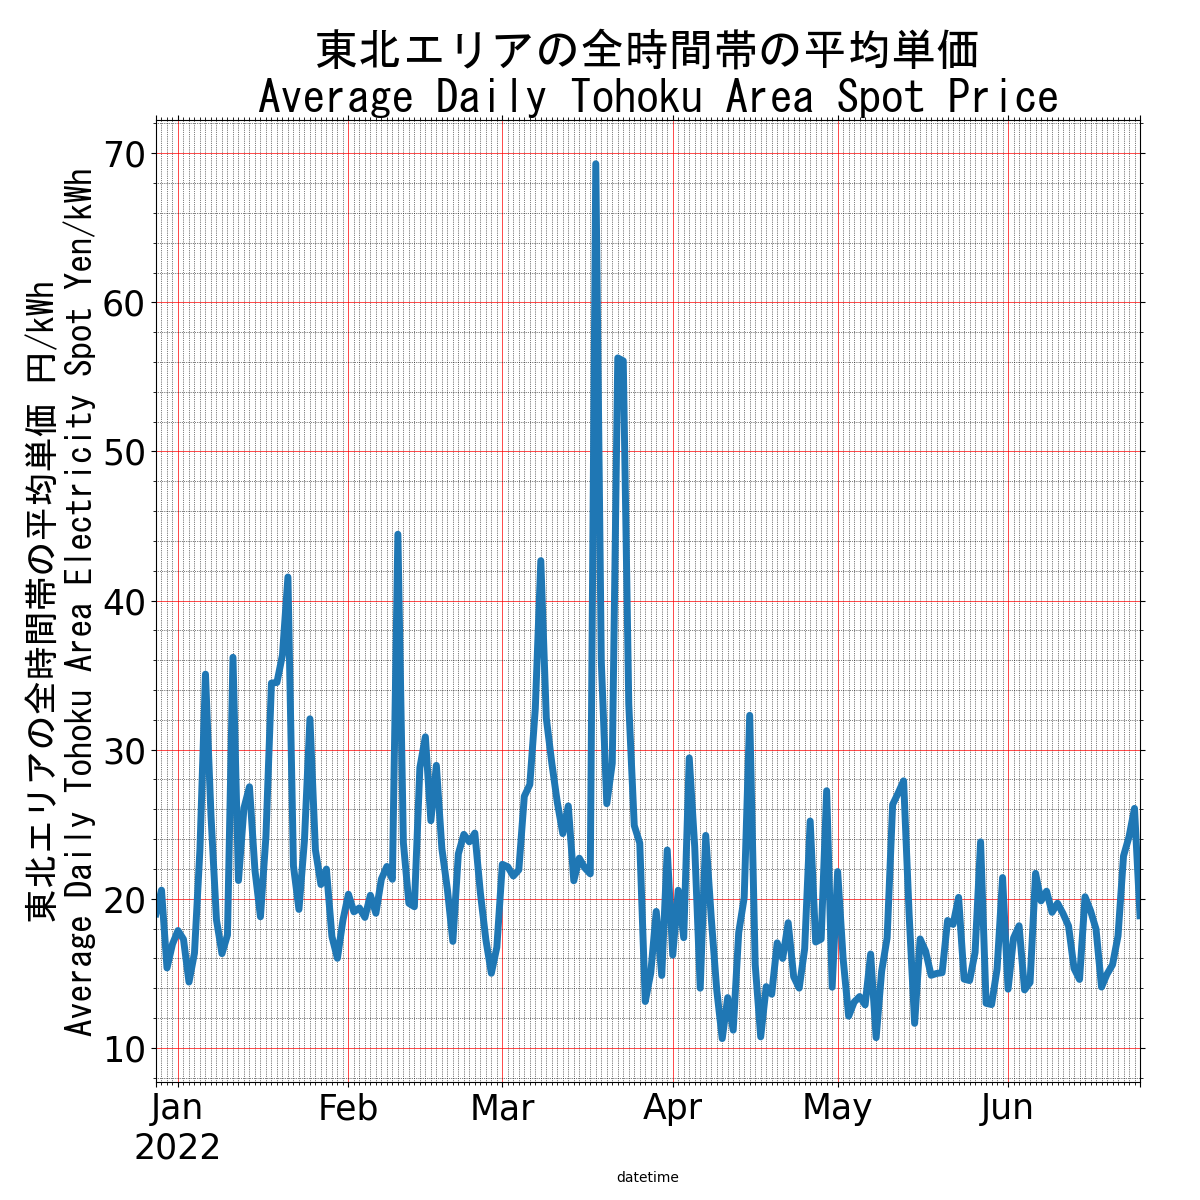 東北エリアの全時間帯の平均単価
Average Daily Tohoku Area Spot Price
東北エリアの全時間帯の平均単価 円/kWh
Average Daily Tohoku Area Electricity Spot Yen/kWh
70
60
50
40
30
20
10
Jan
2022
Feb
Mar
Apr
May
Jun
datetime